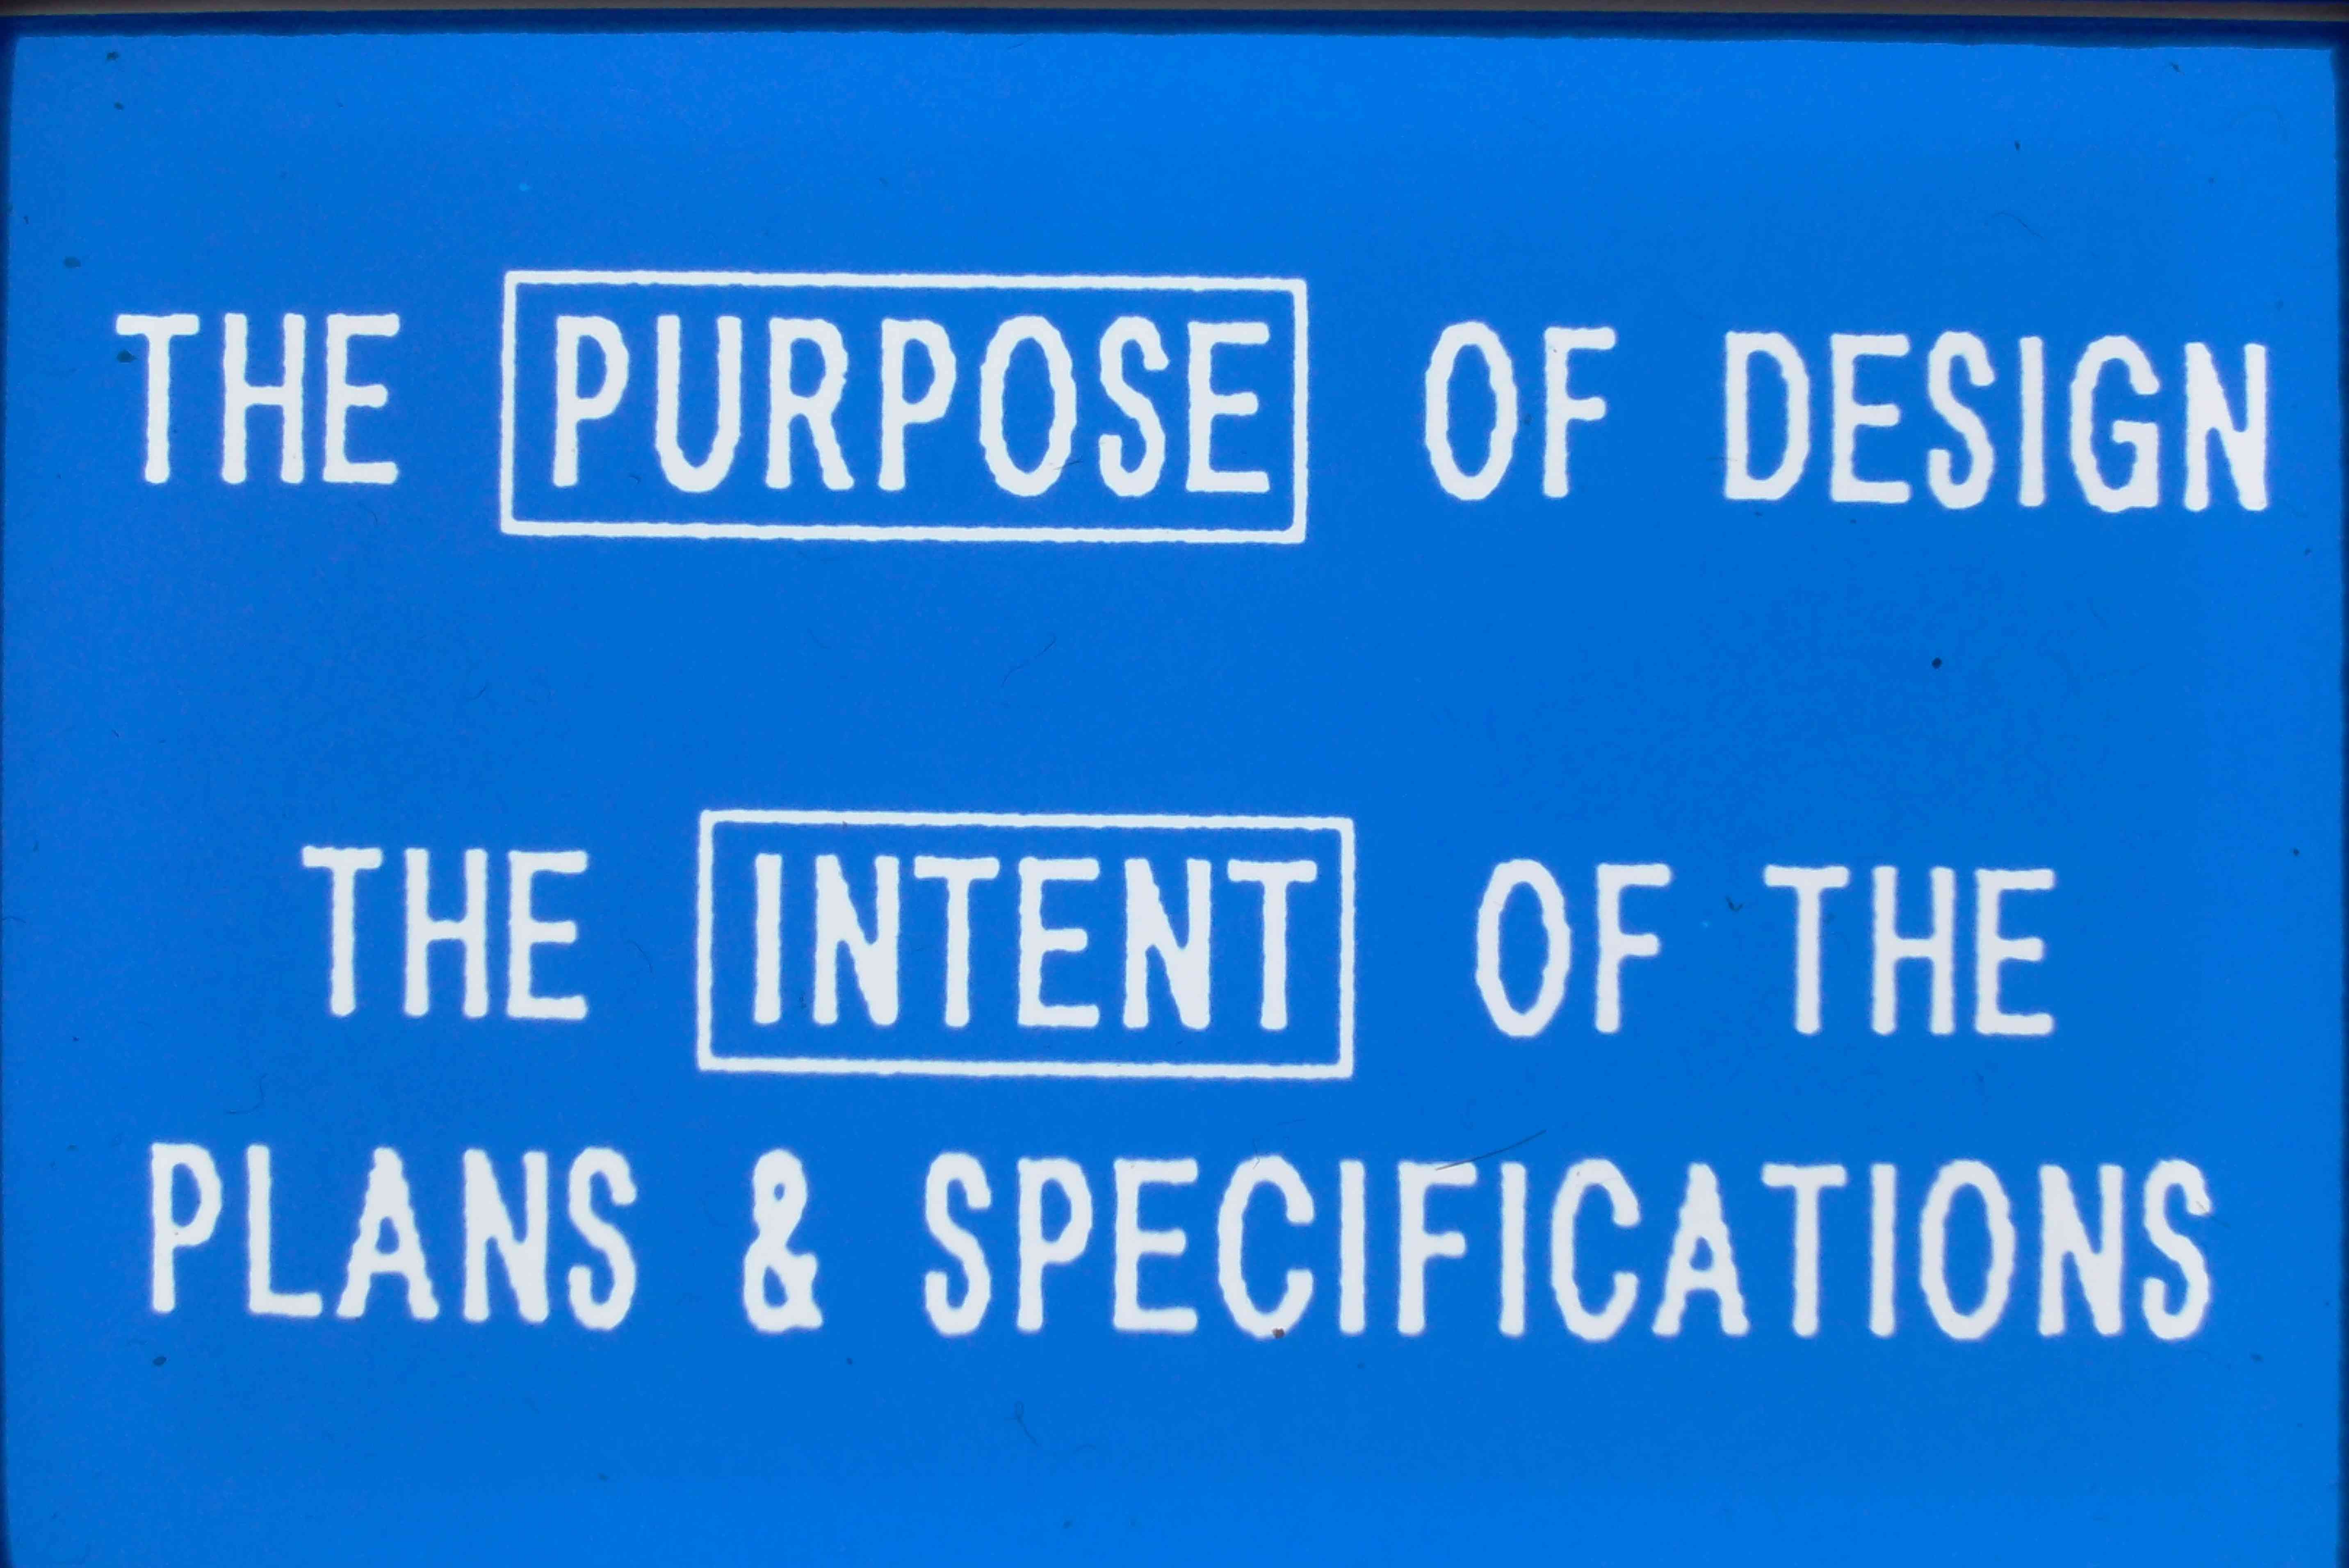 THE PURPOSE OF DESIGN
THE INTENT OF THE
PLANS & SPECIFICATIONS